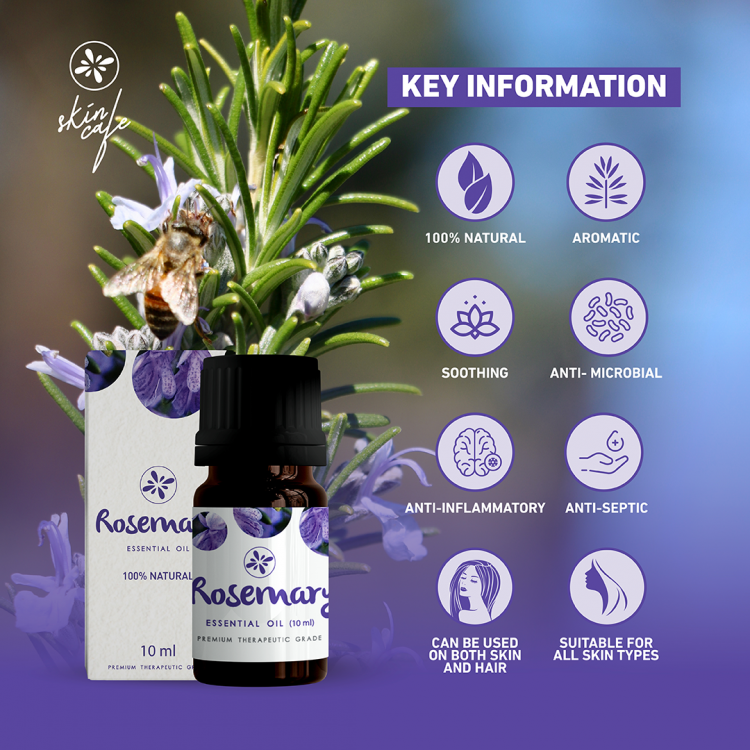 skin
cafe
KEY INFORMATION
100% NATURAL
AROMATIC
SOOTHING
ANTI- MICROBIAL
ANTI-INFLAMMATORY
ANTI-SEPTIC
CAN BE USED
ON BOTH SKIN
AND HAIR
SUITABLE FOR
ALL SKIN TYPES
Rosema
ESSENTIAL OIL
100% NATURAL
10 ml
PREMIUM THERAPEUTIC
Rosemary
ESSENTIAL OIL (10 ml)
PREMIUM THERAPEUTIC GRADE